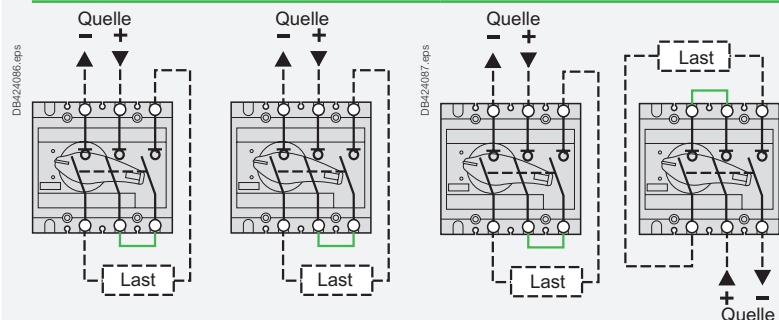 Quelle
− +
DB424086.eps
Last
Quelle
− +
Last
Quelle
− +
DB424087.eps
Last
Last
+ −
Quelle